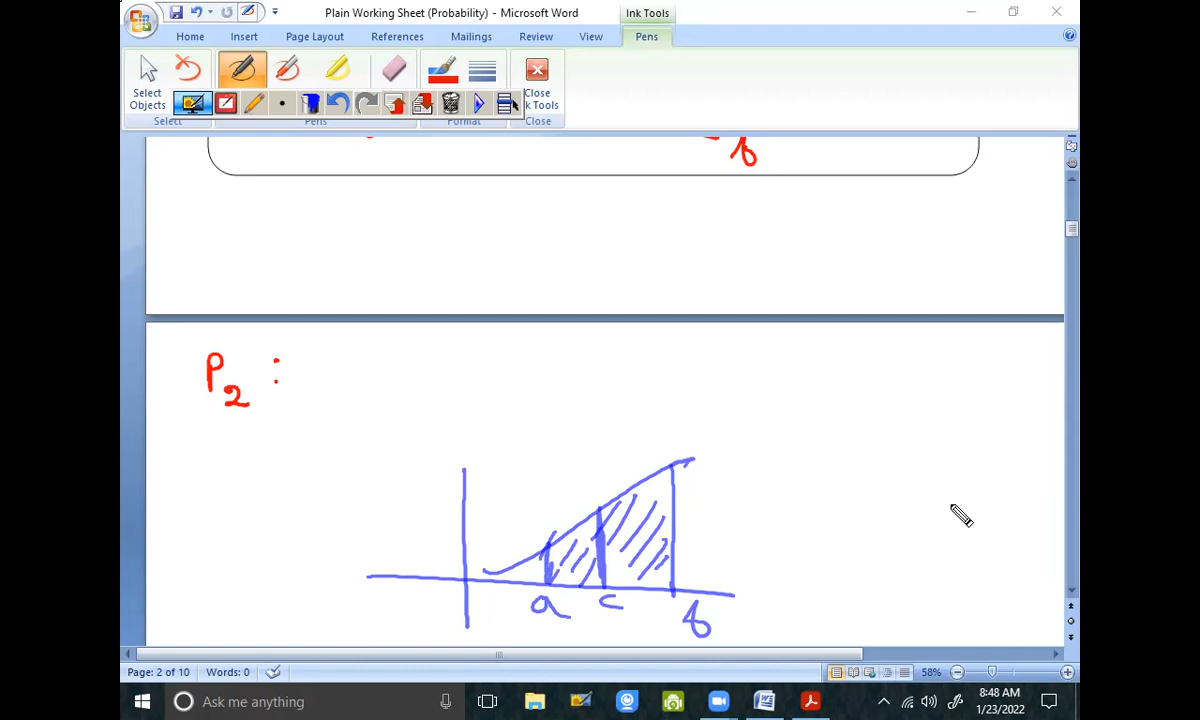 Plain Working Sheet (Probability) - Microsoft Word
Ink Tools
Home Insert Page Layout References Mailings Review View Pens
Select Objects
Close
k Tools
Select Pens Format Close
b
P2 :
a c b
Page: 2 of 10 Words: 0 58%
Ask me anything
8:48 AM
1/23/2022